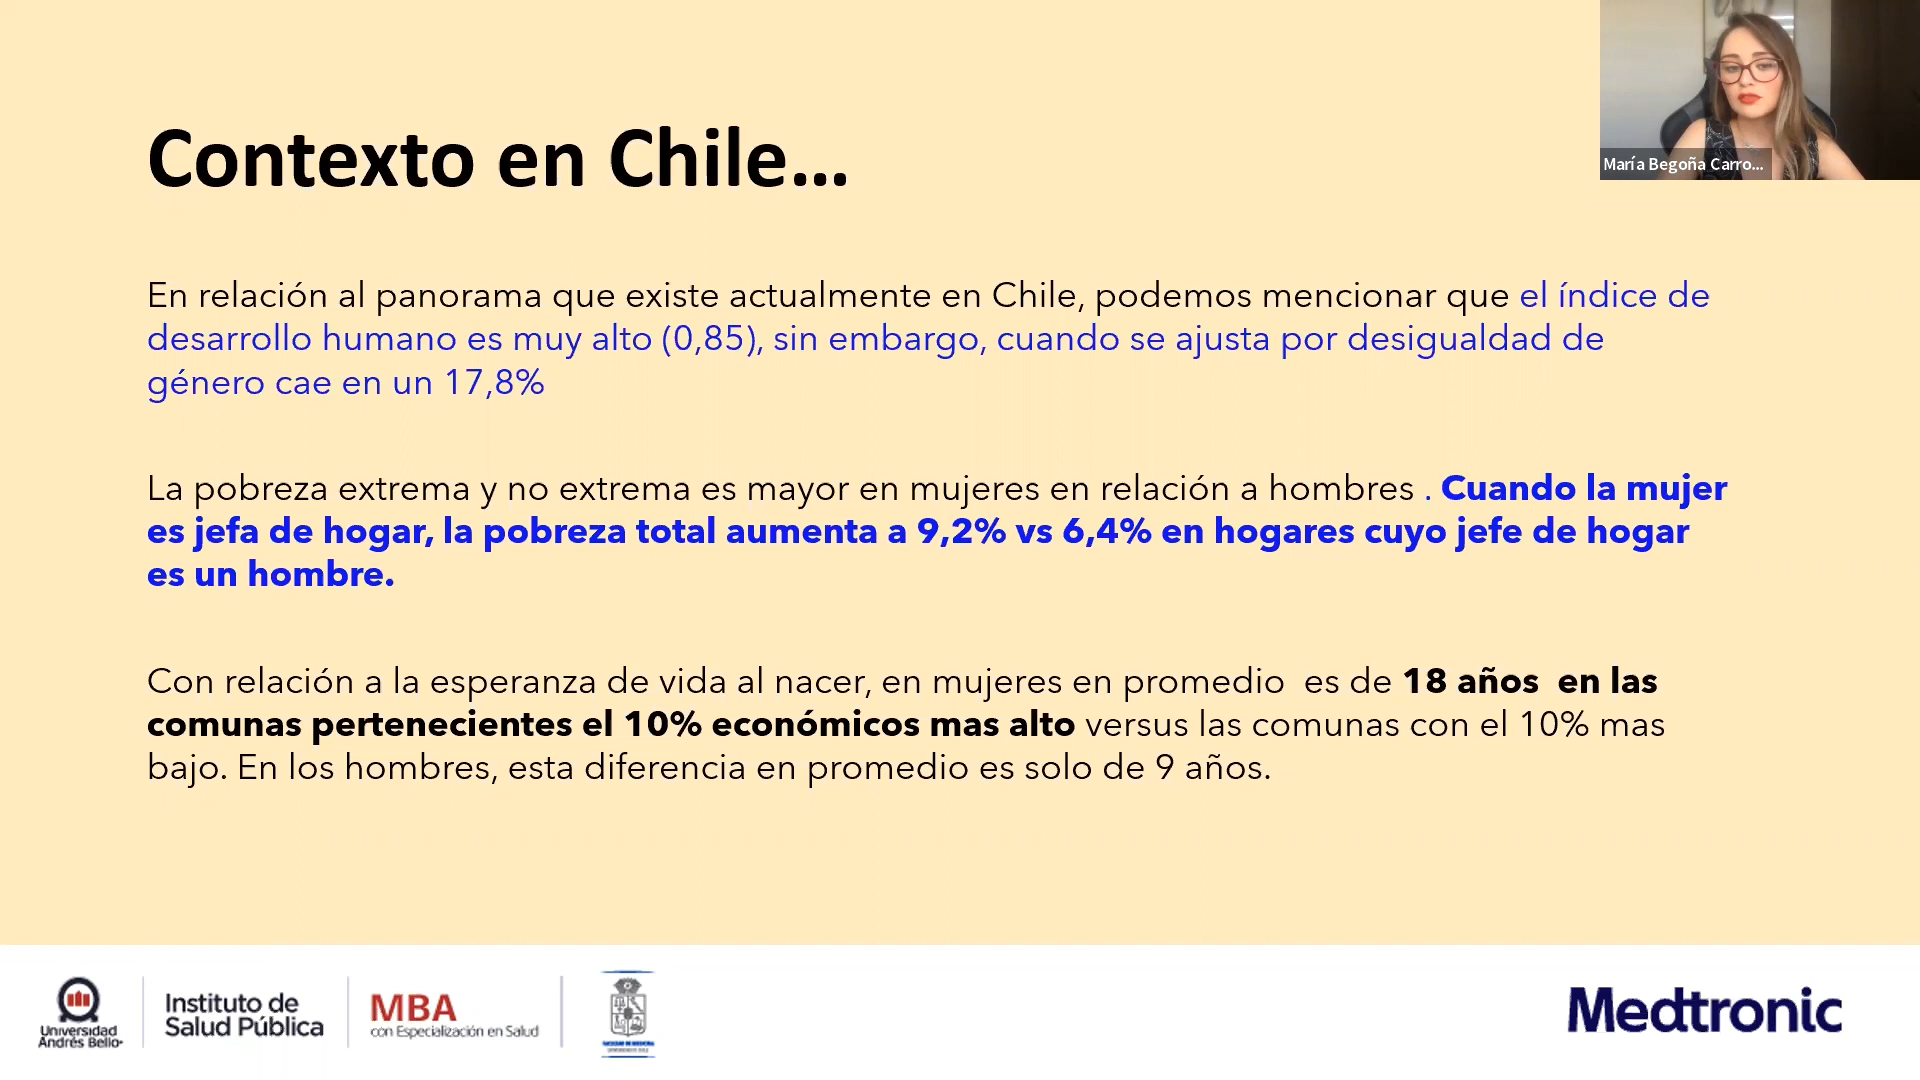 María Begoña Carro...
Contexto en Chile...
En relación al panorama que existe actualmente en Chile, podemos mencionar que el índice de
desarrollo humano es muy alto (0,85), sin embargo, cuando se ajusta por desigualdad de
género cae en un 17,8%
La pobreza extrema y no extrema es mayor en mujeres en relación a hombres . Cuando la mujer
es jefa de hogar, la pobreza total aumenta a 9,2% vs 6,4% en hogares cuyo jefe de hogar
es un hombre.
Con relación a la esperanza de vida al nacer, en mujeres en promedio  es de 18 años  en las
comunas pertenecientes el 10% económicos mas alto versus las comunas con el 10% mas
bajo. En los hombres, esta diferencia en promedio es solo de 9 años.
Universidad
Andrés Bello
Instituto de
Salud Pública
MBA
con Especialización en Salud
FACULTAD DE MEDICINA
Medtronic